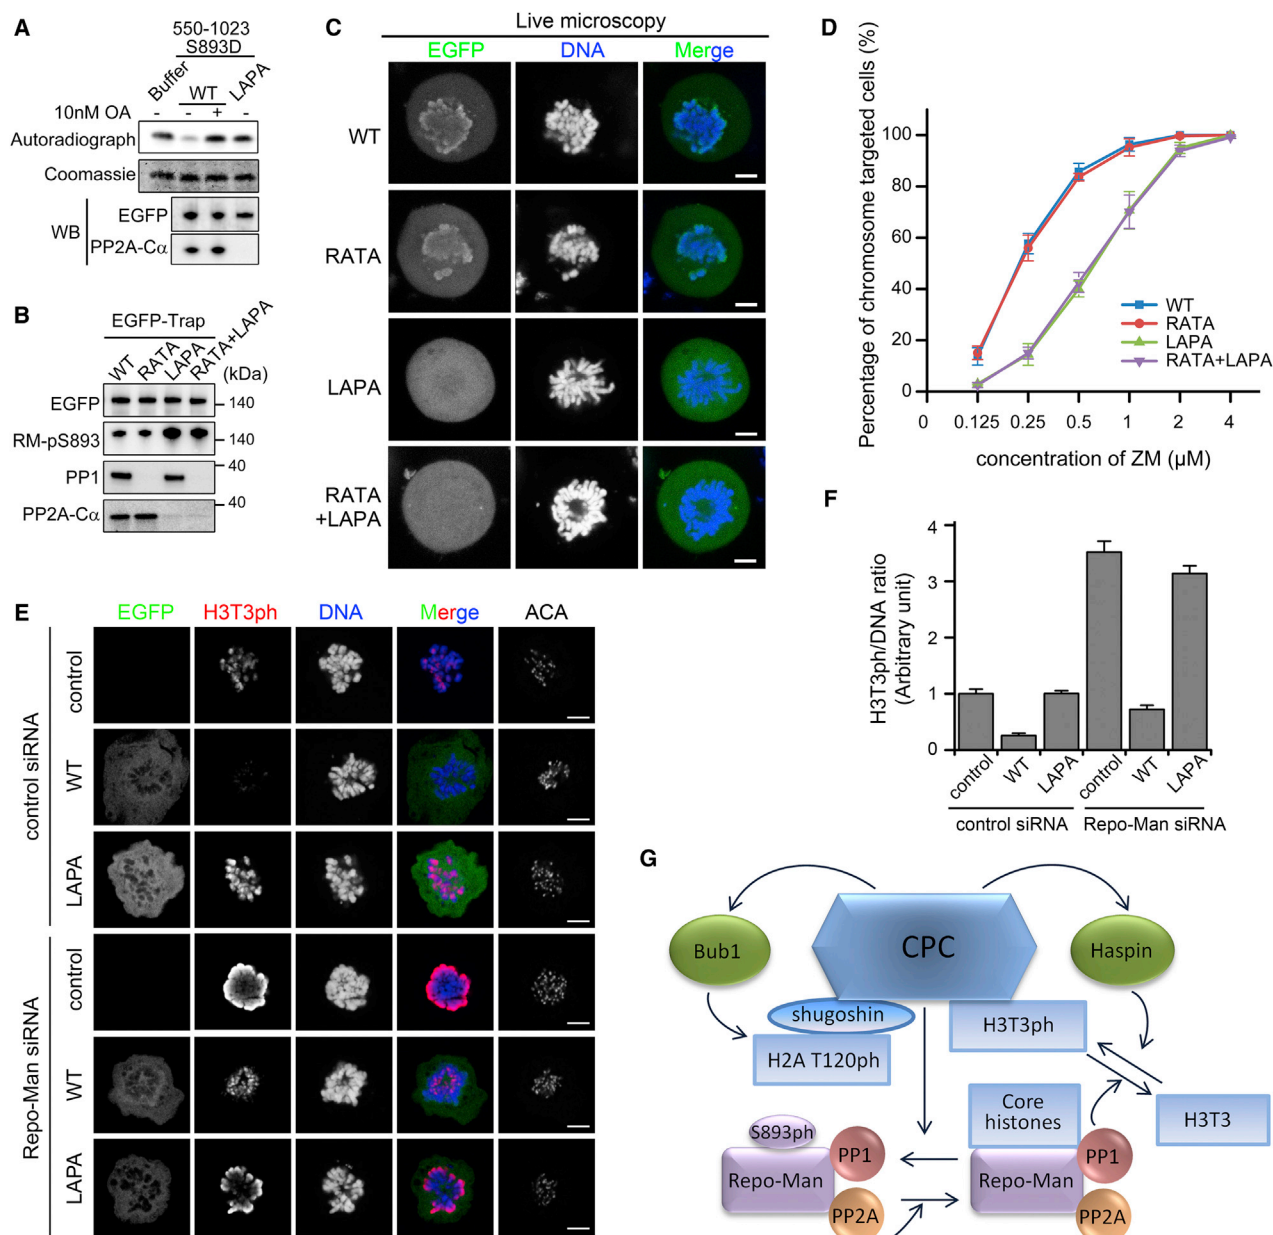 A
550-1023
S893D
Buffer
WT
LAPA
10nM OA
- - + -
Autoradiograph
Coomassie
WB
EGFP
PP2A-Cα
B
EGFP-Trap
WT
RATA
LAPA
RATA+LAPA
(kDa)
EGFP
140
RM-pS893
140
PP1
40
PP2A-Cα
40
C
Live microscopy
EGFP DNA Merge
WT
RATA
LAPA
RATA
+LAPA
D
Percentage of chromosome targeted cells (%)
100
80
60
40
20
0
0 0.125 0.25 0.5 1 2 4
concentration of ZM (μM)
WT
RATA
LAPA
RATA+LAPA
E
EGFP H3T3ph DNA Merge ACA
control siRNA
control
WT
LAPA
Repo-Man siRNA
control
WT
LAPA
F
H3T3ph/DNA ratio
(Arbitrary unit)
4
3
2
1
0
control WT LAPA control WT LAPA
control siRNA Repo-Man siRNA
G
CPC
Bub1
Haspin
shugoshin
H3T3ph
H2A T120ph
Core
histones
H3T3
S893ph
PP1
Repo-Man
PP2A
PP1
Repo-Man
PP2A